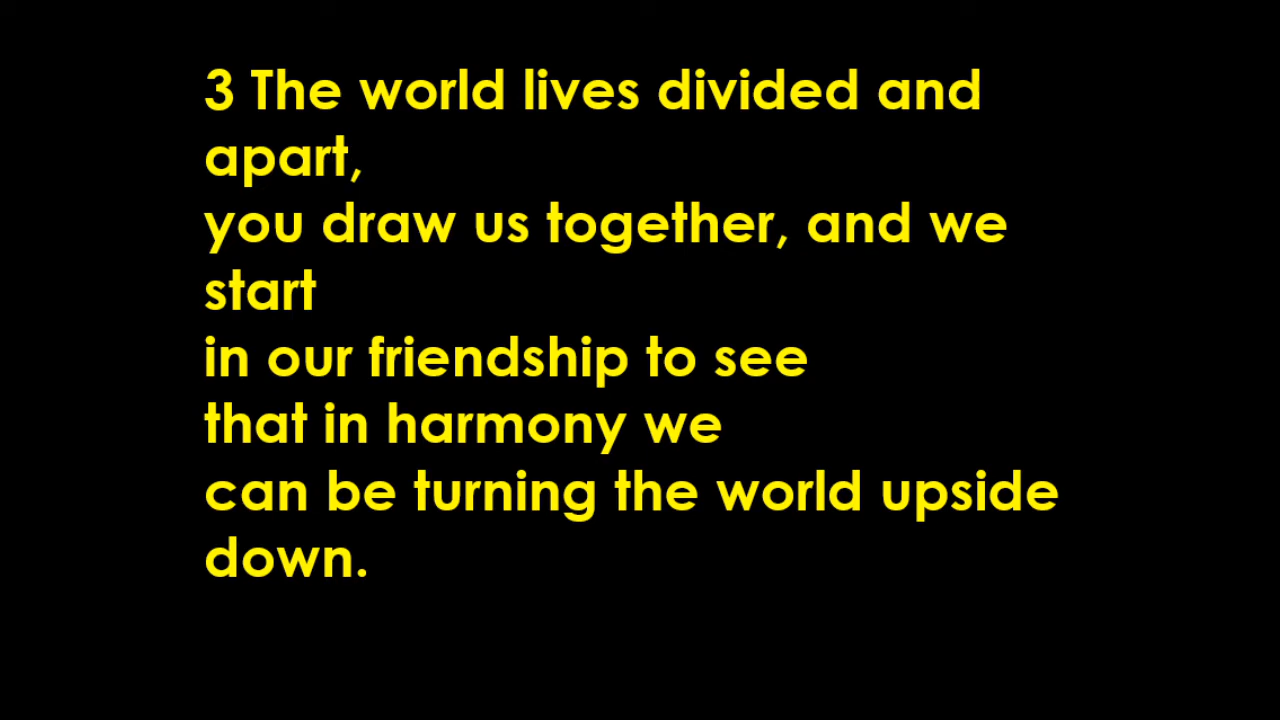 3 The world lives divided and
apart,
you draw us together, and we
start
in our friendship to see
that in harmony we
can be turning the world upside
down.